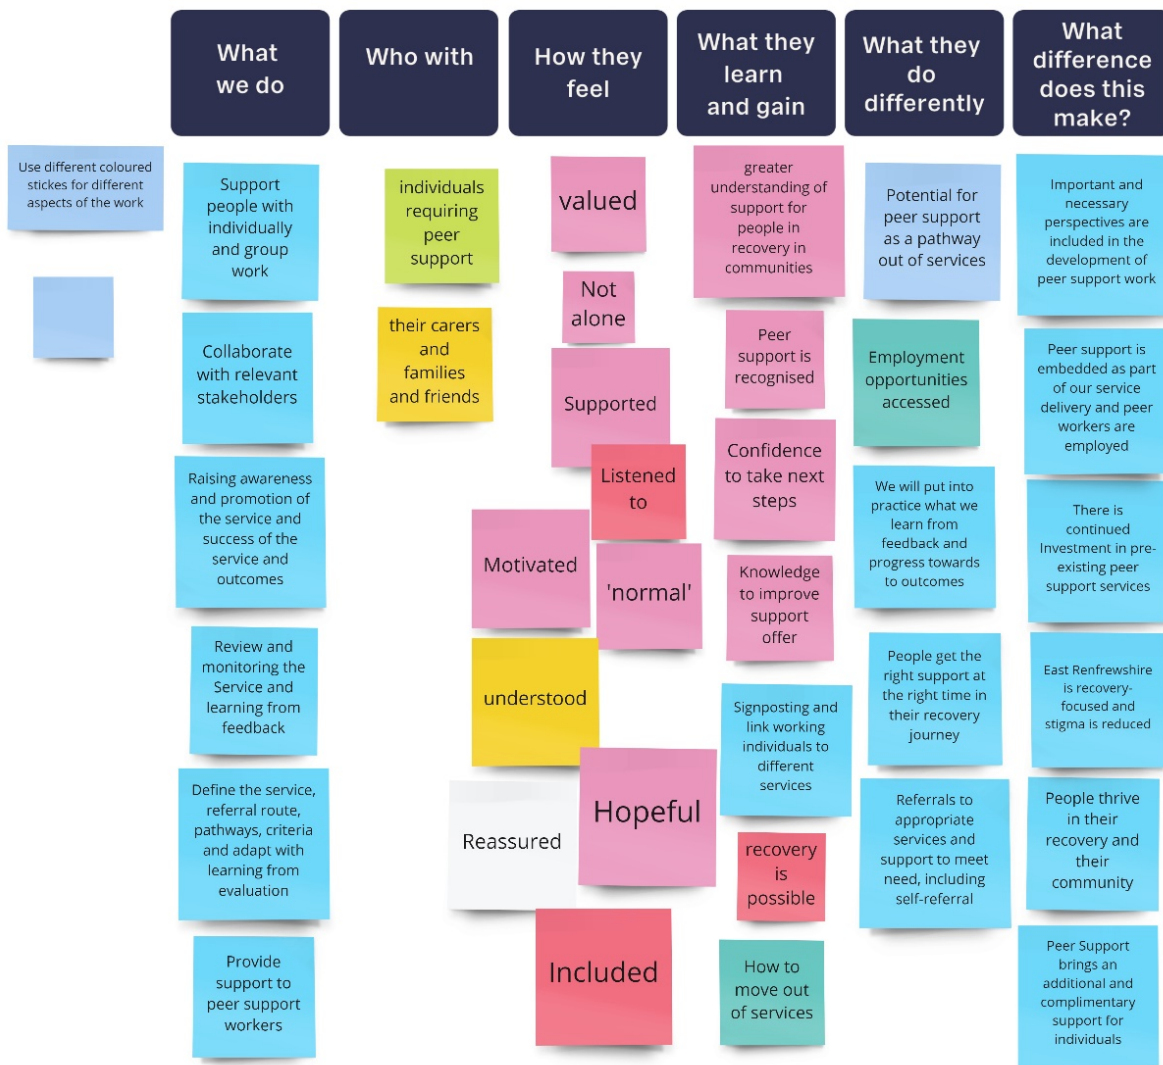 What
we do
Who with
How they
feel
What they
learn
and gain
What they
do
differently
What
difference
does this
make?
Use different coloured
stickes for different
aspects of the work
Support
people with
individually
and group
work
Collaborate
with relevant
stakeholders
Raising awareness
and promotion of
the service and
success of the
service and
outcomes
Review and
monitoring the
Service and
learning from
feedback
Define the service,
referral route,
pathways, criteria
and adapt with
learning from
evaluation
Provide
support to
peer support
workers
individuals
requiring
peer
support
their carers
and
families
and friends
valued
Not
alone
Supported
Listened
to
Motivated
'normal'
understood
Hopeful
Reassured
Included
greater
understanding of
support for
people in
recovery in
communities
Peer
support is
recognised
Confidence
to take next
steps
Knowledge
to improve
support
offer
Signposting and
link working
individuals to
different
services
recovery
is
possible
How to
move out
of services
Potential for
peer support
as a pathway
out of services
Employment
opportunities
accessed
We will put into
practice what we
learn from
feedback and
progress towards
to outcomes
People get the
right support at
the right time in
their recovery
journey
Referrals to
appropriate
services and
support to meet
need, including
self-referral
Important and
necessary
perspectives are
included in the
development of
peer support work
Peer support is
embedded as part
of our service
delivery and peer
workers are
employed
There is
continued
Investment in pre-
existing peer
support services
East Renfrewshire
is recovery-
focused and
stigma is reduced
People thrive
in their
recovery and
their
community
Peer Support
brings an
additional and
complimentary
support for
individuals